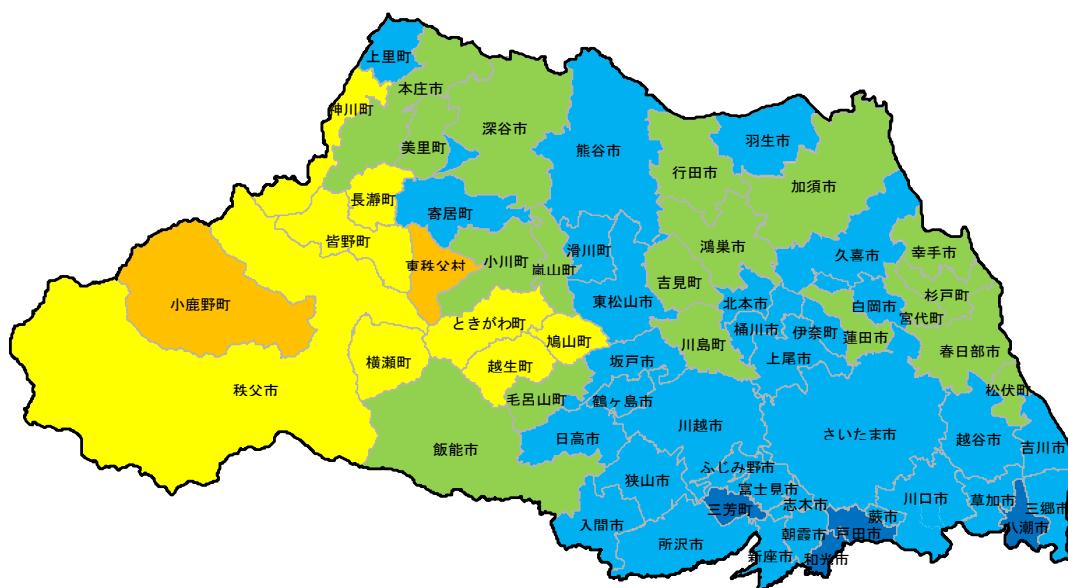 上里町
本庄市
神川町
深谷市
羽生市
美里町
熊谷市
行田市
加須市
長瀞町
寄居町
皆野町
鴻巣市
滑川町
久喜市
幸手市
小川町
東秩父村
嵐山町
吉見町
杉戸町
小鹿野町
東松山市
北本市
白岡市
宮代町
ときがわ町
桶川市
伊奈町
蓮田市
鳩山町
川島町
春日部市
横瀬町
越生町
坂戸市
上尾市
秩父市
松伏町
毛呂山町
鶴ヶ島市
飯能市
日高市
川越市
さいたま市
越谷市
吉川市
ふじみ野市
狭山市
富士見市
川口市
草加市
三芳町
志木市
三郷市
入間市
蕨市
八潮市
所沢市
朝霞市
戸田市
新座市
和光市